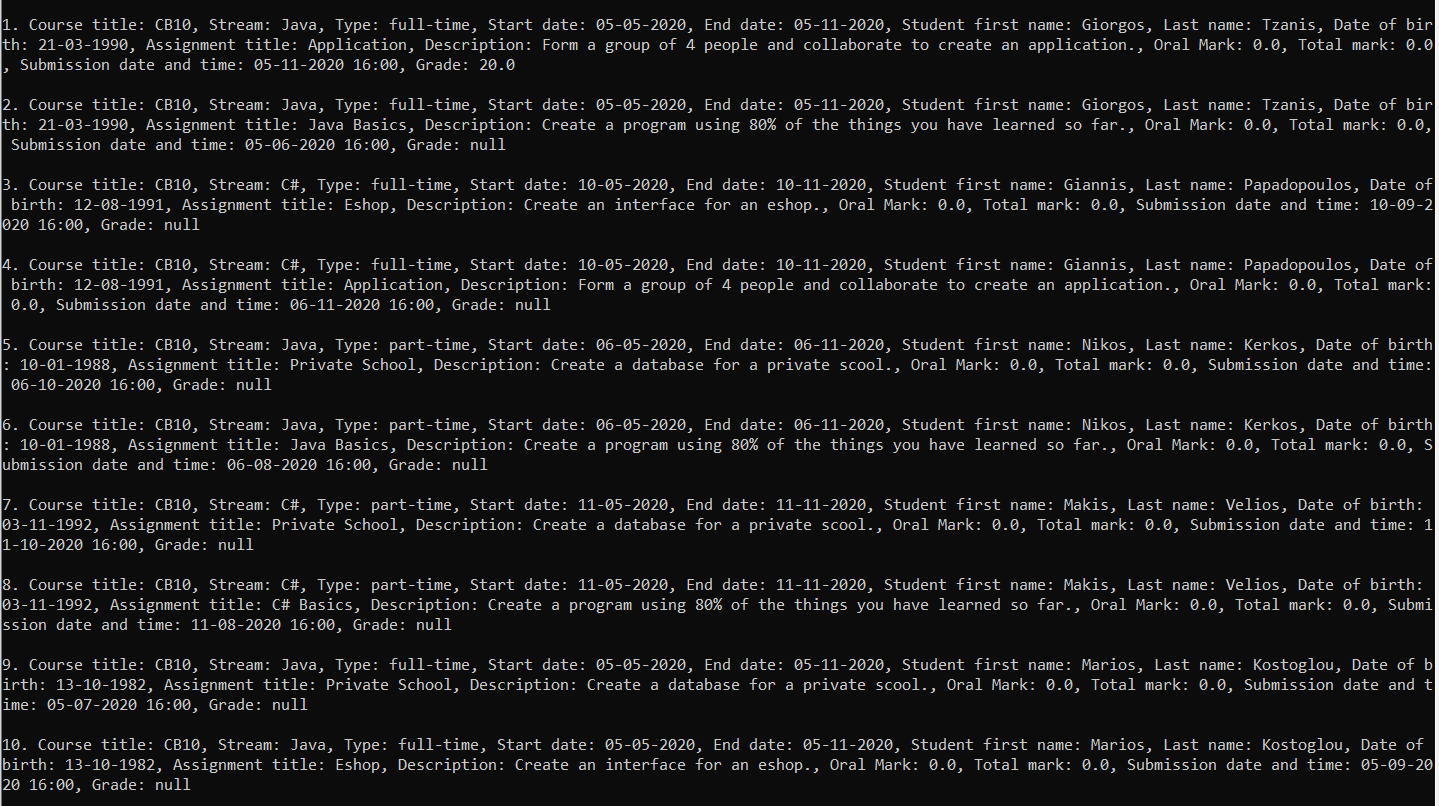 1. Course title: CB10, Stream: Java, Type: full-time, Start date: 05-05-2020, End date: 05-11-2020, Student first name: Giorgos, Last name: Tzanis, Date of bir
th: 21-03-1990, Assignment title: Application, Description: Form a group of 4 people and collaborate to create an application., Oral Mark: 0.0, Total mark: 0.0
, Submission date and time: 05-11-2020 16:00, Grade: 20.0
2. Course title: CB10, Stream: Java, Type: full-time, Start date: 05-05-2020, End date: 05-11-2020, Student first name: Giorgos, Last name: Tzanis, Date of bir
th: 21-03-1990, Assignment title: Java Basics, Description: Create a program using 80% of the things you have learned so far., Oral Mark: 0.0, Total mark: 0.0,
Submission date and time: 05-06-2020 16:00, Grade: null
3. Course title: CB10, Stream: C#, Type: full-time, Start date: 10-05-2020, End date: 10-11-2020, Student first name: Giannis, Last name: Papadopoulos, Date of
birth: 12-08-1991, Assignment title: Eshop, Description: Create an interface for an eshop., Oral Mark: 0.0, Total mark: 0.0, Submission date and time: 10-09-2
020 16:00, Grade: null
4. Course title: CB10, Stream: C#, Type: full-time, Start date: 10-05-2020, End date: 10-11-2020, Student first name: Giannis, Last name: Papadopoulos, Date of
birth: 12-08-1991, Assignment title: Application, Description: Form a group of 4 people and collaborate to create an application., Oral Mark: 0.0, Total mark:
0.0, Submission date and time: 06-11-2020 16:00, Grade: null
5. Course title: CB10, Stream: Java, Type: part-time, Start date: 06-05-2020, End date: 06-11-2020, Student first name: Nikos, Last name: Kerkos, Date of birth
: 10-01-1988, Assignment title: Private School, Description: Create a database for a private scool., Oral Mark: 0.0, Total mark: 0.0, Submission date and time:
06-10-2020 16:00, Grade: null
6. Course title: CB10, Stream: Java, Type: part-time, Start date: 06-05-2020, End date: 06-11-2020, Student first name: Nikos, Last name: Kerkos, Date of birth
: 10-01-1988, Assignment title: Java Basics, Description: Create a program using 80% of the things you have learned so far., Oral Mark: 0.0, Total mark: 0.0, S
ubmission date and time: 06-08-2020 16:00, Grade: null
7. Course title: CB10, Stream: C#, Type: part-time, Start date: 11-05-2020, End date: 11-11-2020, Student first name: Makis, Last name: Velios, Date of birth:
03-11-1992, Assignment title: Private School, Description: Create a database for a private scool., Oral Mark: 0.0, Total mark: 0.0, Submission date and time: 1
1-10-2020 16:00, Grade: null
8. Course title: CB10, Stream: C#, Type: part-time, Start date: 11-05-2020, End date: 11-11-2020, Student first name: Makis, Last name: Velios, Date of birth:
03-11-1992, Assignment title: C# Basics, Description: Create a program using 80% of the things you have learned so far., Oral Mark: 0.0, Total mark: 0.0, Submi
ssion date and time: 11-08-2020 16:00, Grade: null
9. Course title: CB10, Stream: Java, Type: full-time, Start date: 05-05-2020, End date: 05-11-2020, Student first name: Marios, Last name: Kostoglou, Date of b
irth: 13-10-1982, Assignment title: Private School, Description: Create a database for a private scool., Oral Mark: 0.0, Total mark: 0.0, Submission date and t
ime: 05-07-2020 16:00, Grade: null
10. Course title: CB10, Stream: Java, Type: full-time, Start date: 05-05-2020, End date: 05-11-2020, Student first name: Marios, Last name: Kostoglou, Date of
birth: 13-10-1982, Assignment title: Eshop, Description: Create an interface for an eshop., Oral Mark: 0.0, Total mark: 0.0, Submission date and time: 05-09-20
20 16:00, Grade: null